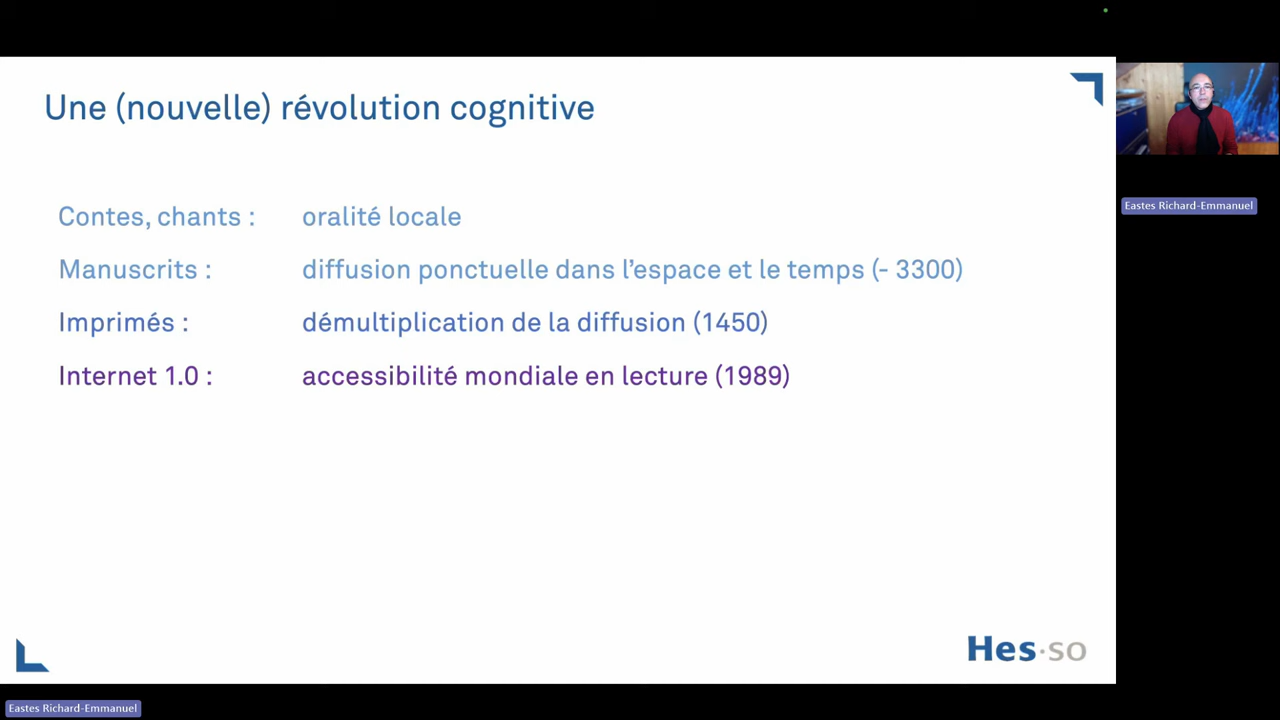 Une (nouvelle) révolution cognitive
Contes, chants : oralité locale
Manuscrits : diffusion ponctuelle dans l'espace et le temps (- 3300)
Imprimés : démultiplication de la diffusion (1450)
Internet 1.0 : accessibilité mondiale en lecture (1989)
Hes·so
Eastes Richard-Emmanuel
Eastes Richard-Emmanuel